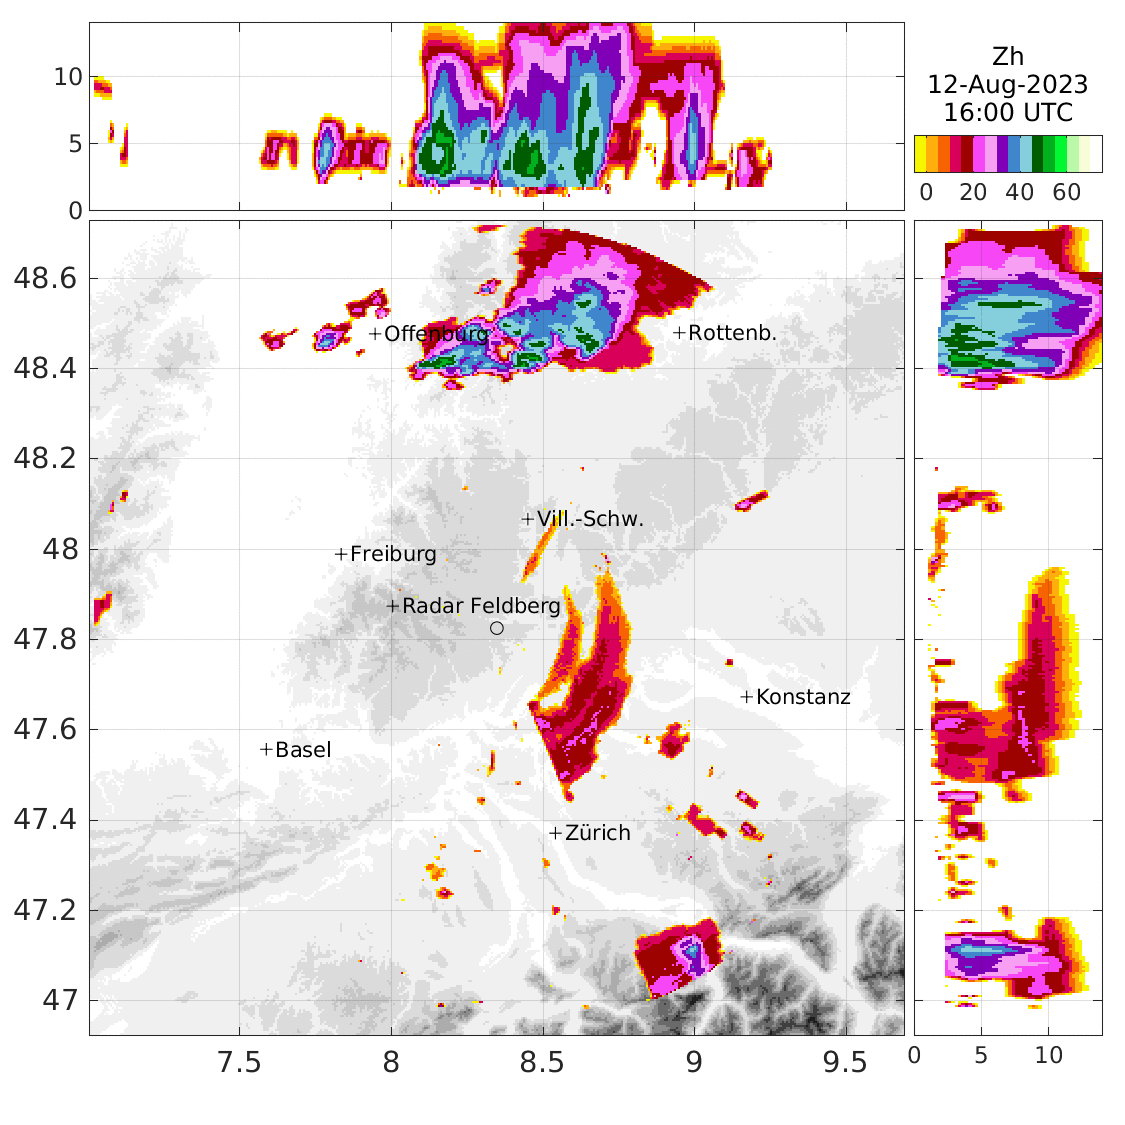 10
5
0
Zh
12-Aug-2023
16:00 UTC
0 20 40 60
48.6
48.4
48.2
48
47.8
47.6
47.4
47.2
47
+Offenburg
+Rottenb.
+Vill.-Schw.
+Freiburg
+Radar Feldberg
+Konstanz
+Basel
+Zürich
7.5 8 8.5 9 9.5
0 5 10